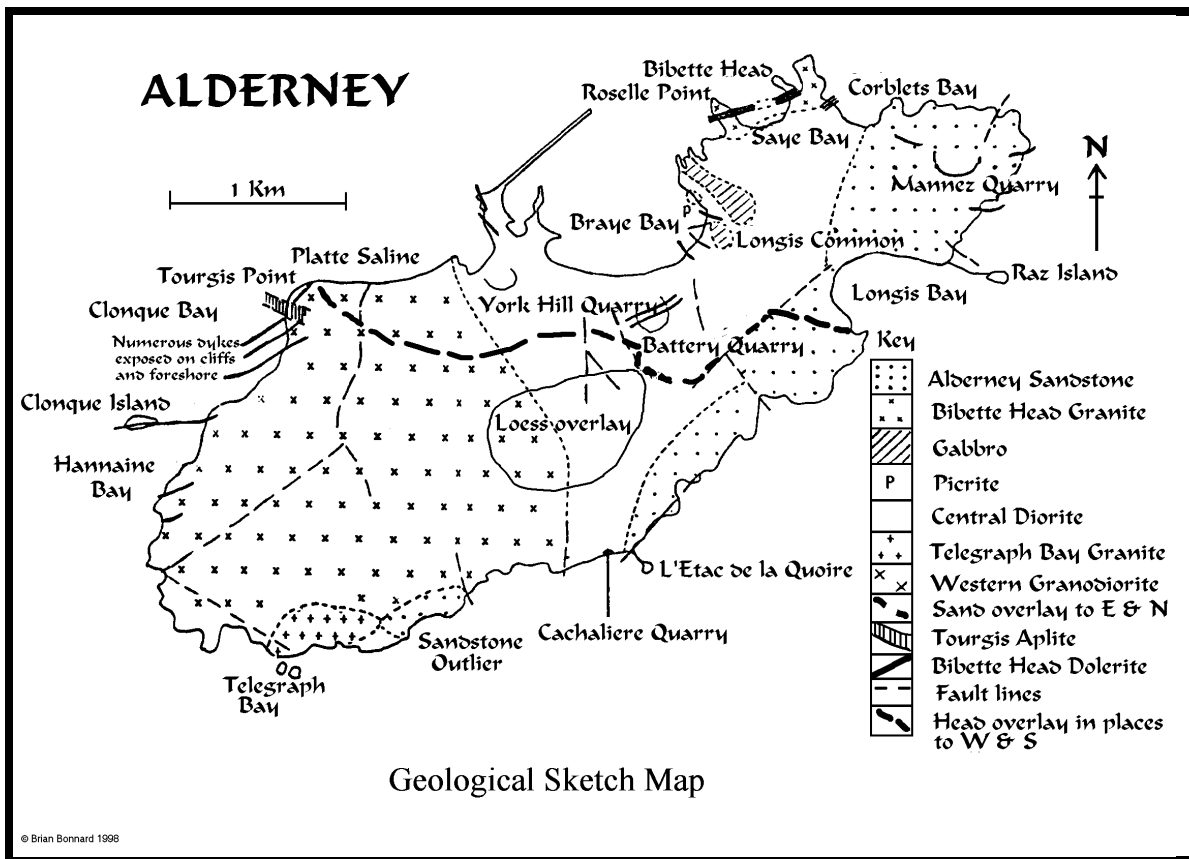 ALDERNEY
Bibette Head
Roselle Point
Corblets Bay
Saye Bay
N
1 Km
Mannez Quarry
P
Braye Bay
Longis Common
Platte Saline
Tourgis Point
Raz Island
Clonque Bay
York Hill Quarry
Longis Bay
Numerous dykes
exposed on cliffs
and foreshore
Battery Quarry
Key
Clonque Island
Loess overlay
Hannaine
Bay
Alderney Sandstone
Bibette Head Granite
Gabbro
P Picrite
Central Diorite
Telegraph Bay Granite
Western Granodiorite
Sand overlay to E & N
Tourgis Aplite
Bibette Head Dolerite
Fault lines
Head overlay in places
to W & S
L'Etac de la Quoire
Cachaliere Quarry
Sandstone
Outlier
Telegraph
Bay
Geological Sketch Map
© Brian Bonnard 1998